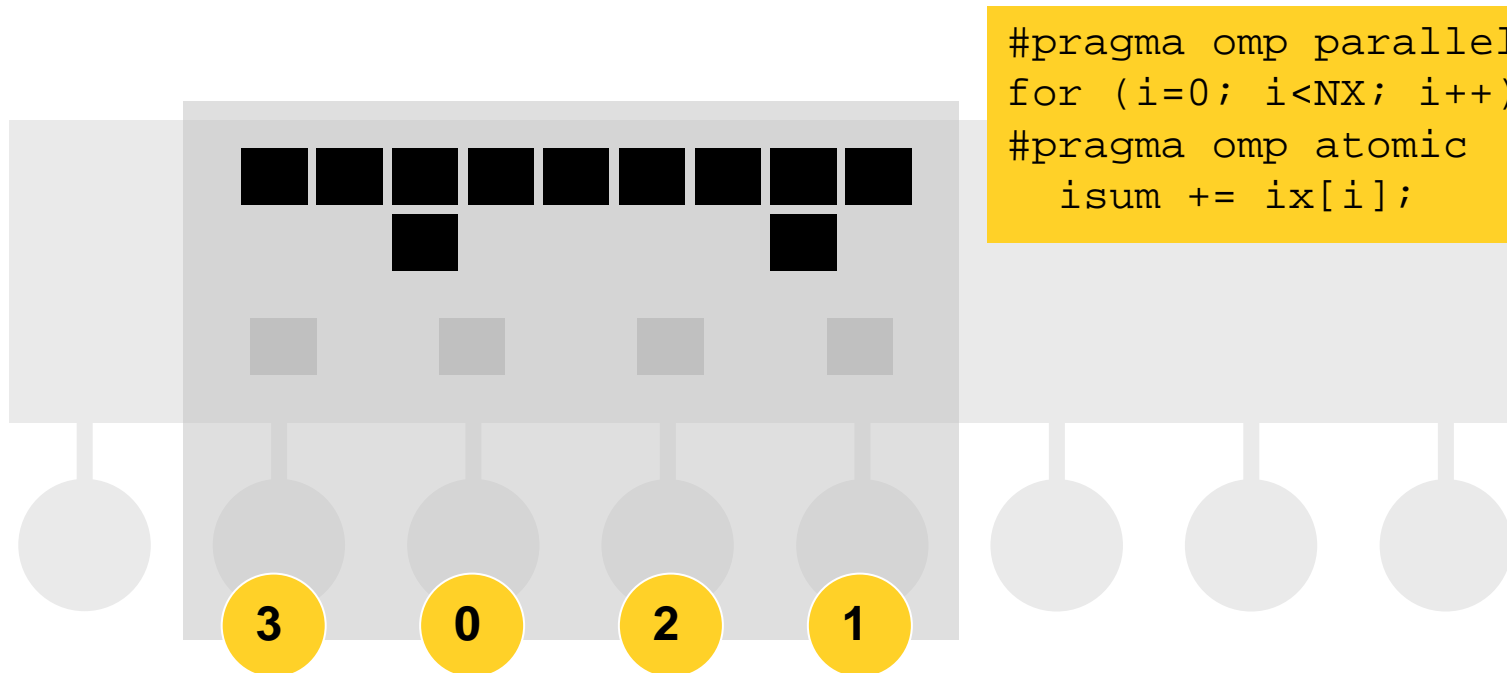 #pragma omp parallel
for (i=0; i<NX; i++)
#pragma omp atomic
isum += ix[i];
3 0 2 1